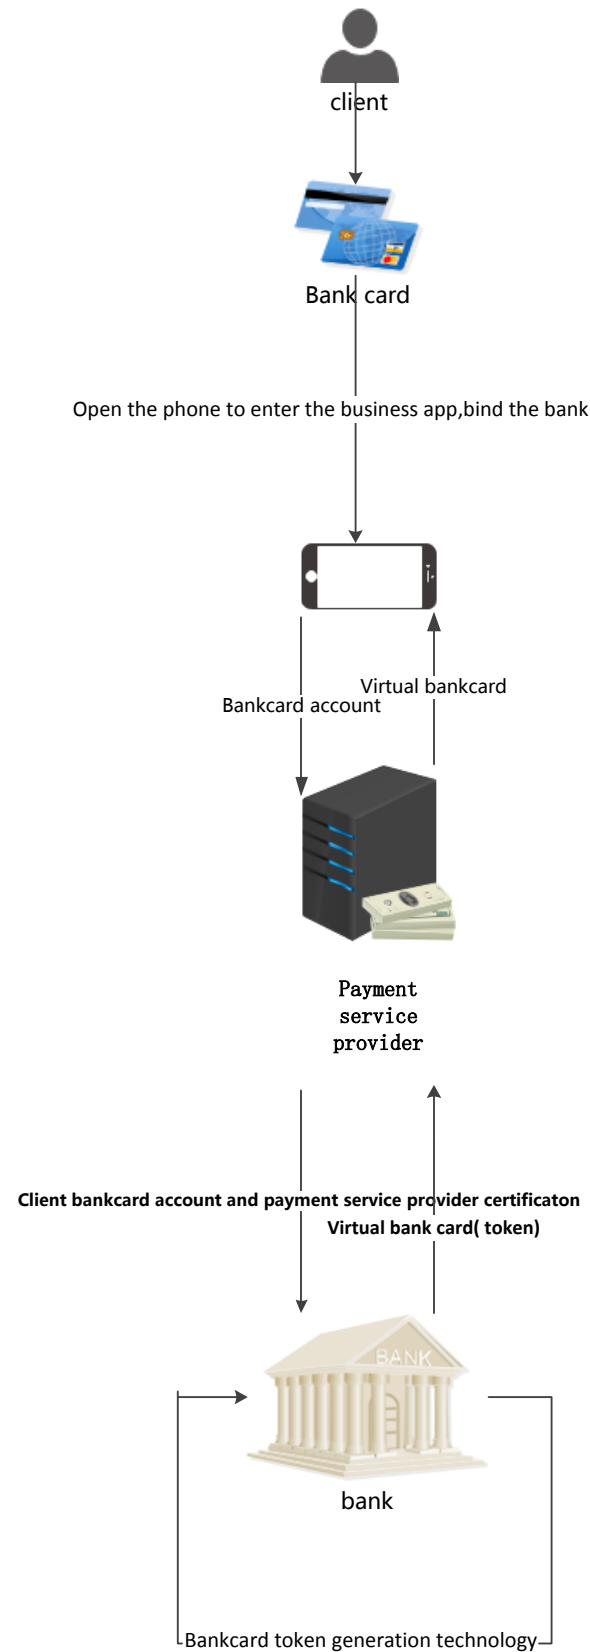 client
Bank card
Open the phone to enter the business app,bind the bank
Virtual bankcard
Bankcard account
Payment
service
provider
Client bankcard account and payment service provider certificaton
Virtual bank card( token)
BANK
bank
Bankcard token generation technology